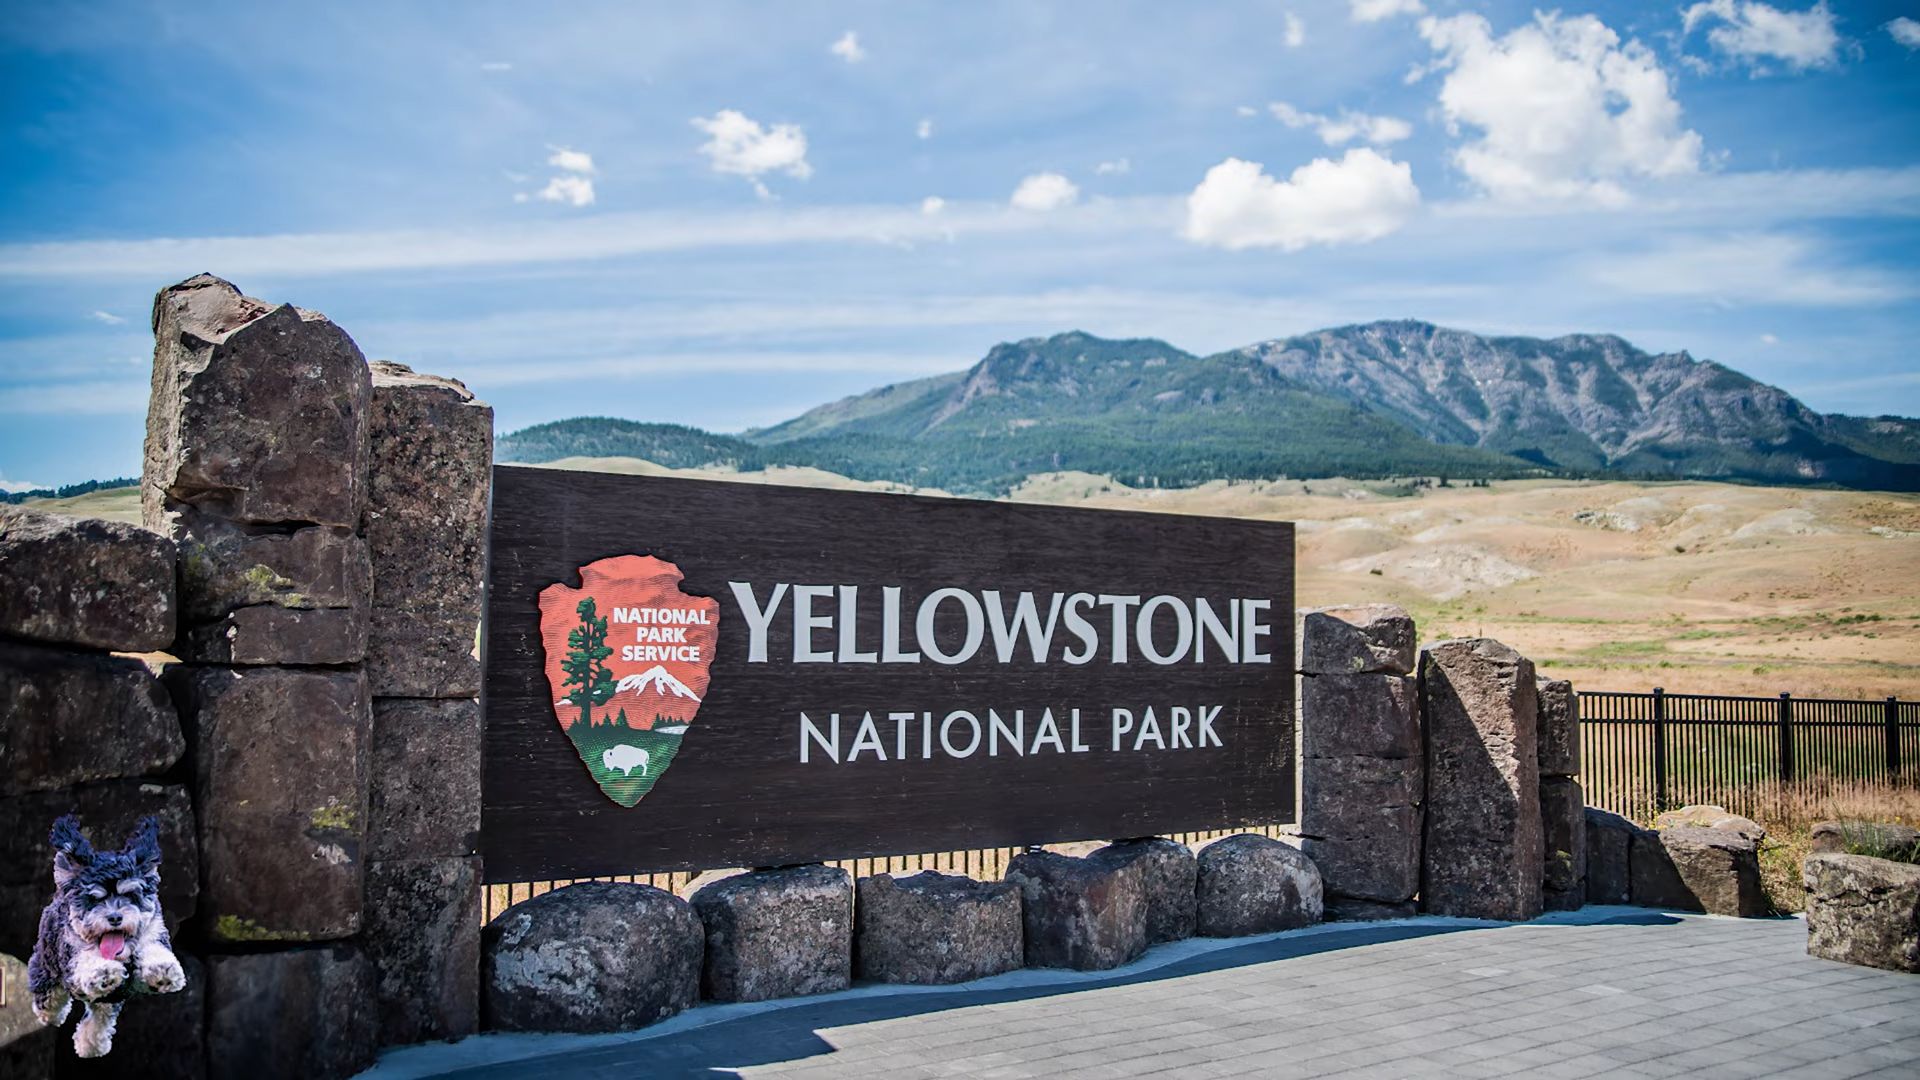 NATIONAL
PARK
SERVICE
YELLOWSTONE
NATIONAL PARK